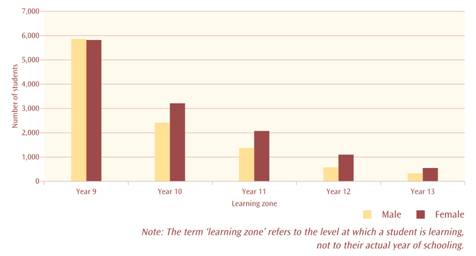 7,000
6,000
5,000
4,000
3,000
2,000
1,000
0
Number of students
Year 9 Year 10 Year 11 Year 12 Year 13
Learning zone
Male Female
Note: The term ‘learning zone’ refers to the level at which a student is learning,
not to their actual year of schooling.